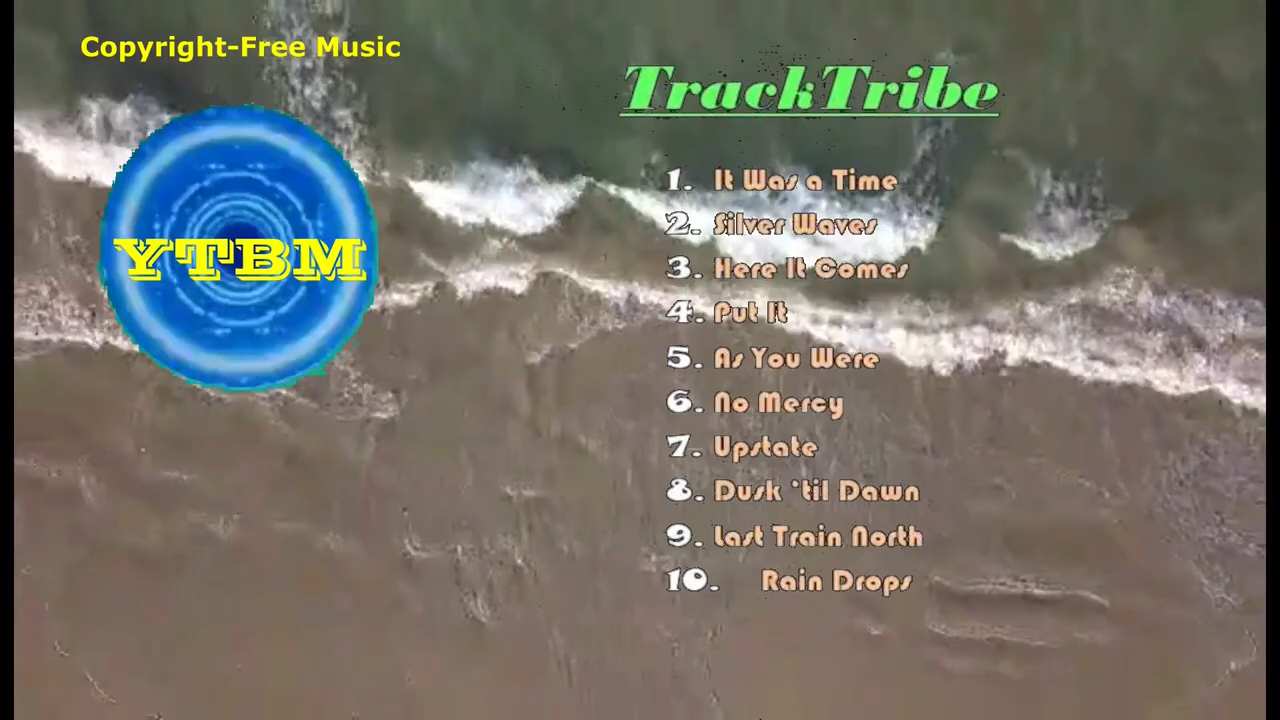 Copyright-Free Music
TrackTribe
YTBM
1. It Was a Time
2. Silver Waves
3. Here It Comes
4. Put It
5. As You Were
6. No Mercy
7. Upstate
8. Dusk 'til Dawn
9. Last Train North
10. Rain Drops